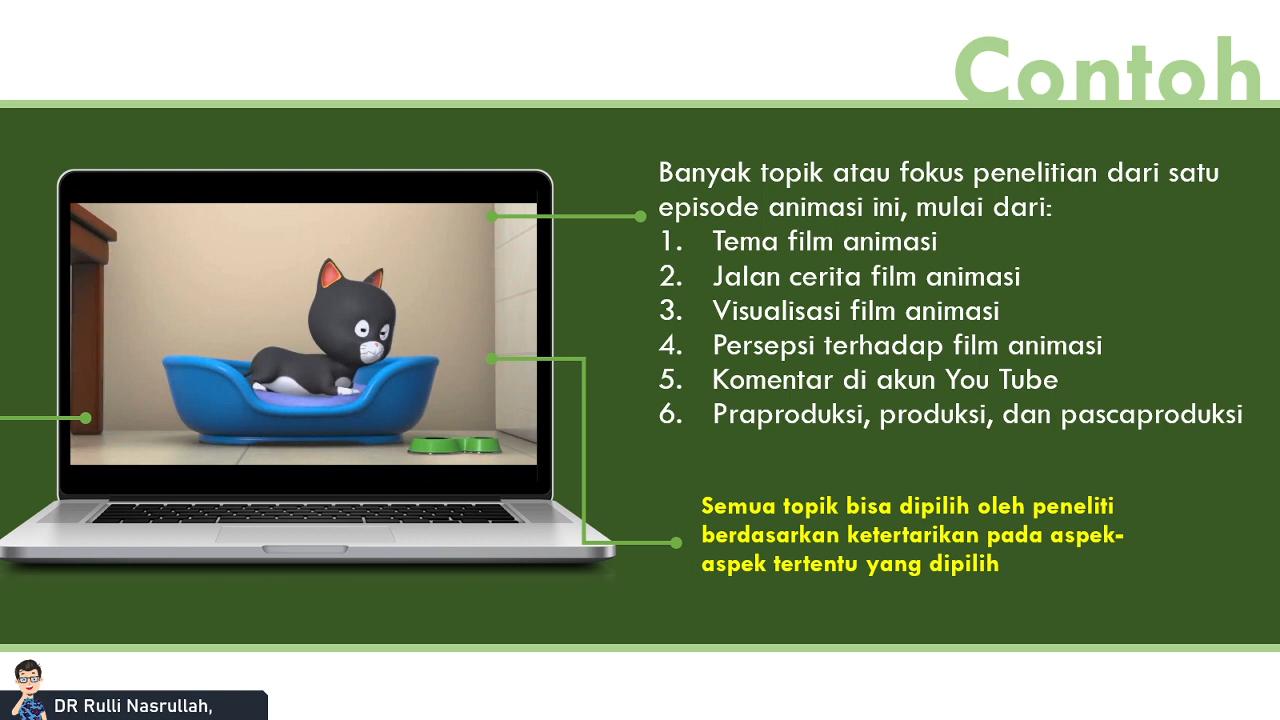 Contoh
Banyak topik atau fokus penelitian dari satu
episode animasi ini, mulai dari:
1. Tema film animasi
2. Jalan cerita film animasi
3. Visualisasi film animasi
4. Persepsi terhadap film animasi
5. Komentar di akun You Tube
6. Praproduksi, produksi, dan pascaproduksi
Semua topik bisa dipilih oleh peneliti
berdasarkan ketertarikan pada aspek-
aspek tertentu yang dipilih
DR Rulli Nasrullah,